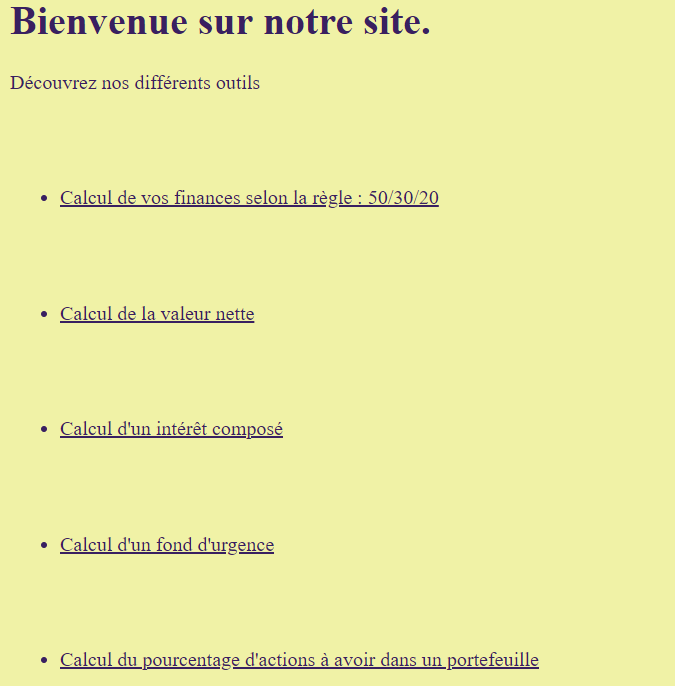 Bienvenue sur notre site.
Découvrez nos différents outils
Calcul de vos finances selon la règle : 50/30/20
Calcul de la valeur nette
Calcul d'un intérêt composé
Calcul d'un fond d'urgence
Calcul du pourcentage d'actions à avoir dans un portefeuille